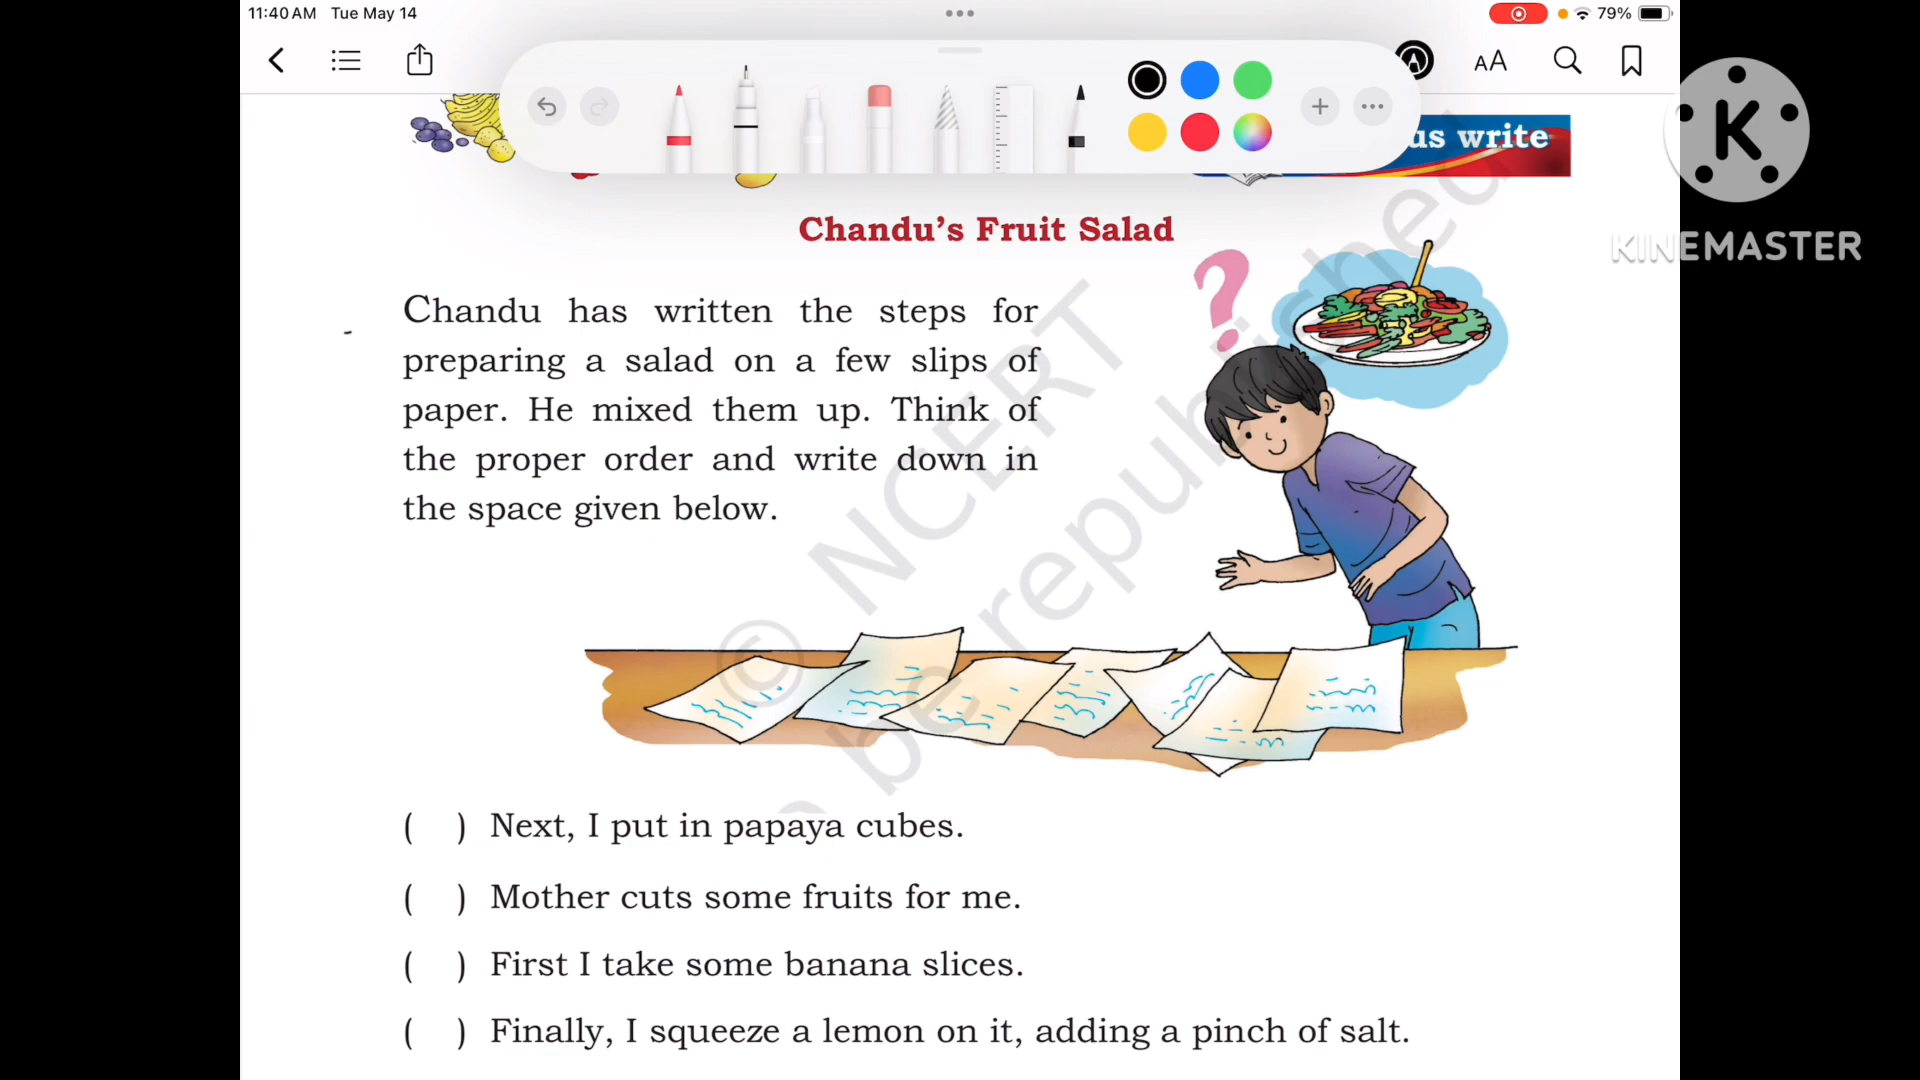 11:40 AM Tue May 14
79%
AA
us write
K
KINEMASTER
Chandu's Fruit Salad
Chandu has written the steps for
preparing a salad on a few slips of
paper. He mixed them up. Think of
the proper order and write down in
the space given below.
© NCERT
be republished
( ) Next, I put in papaya cubes.
( ) Mother cuts some fruits for me.
( ) First I take some banana slices.
( ) Finally, I squeeze a lemon on it, adding a pinch of salt.